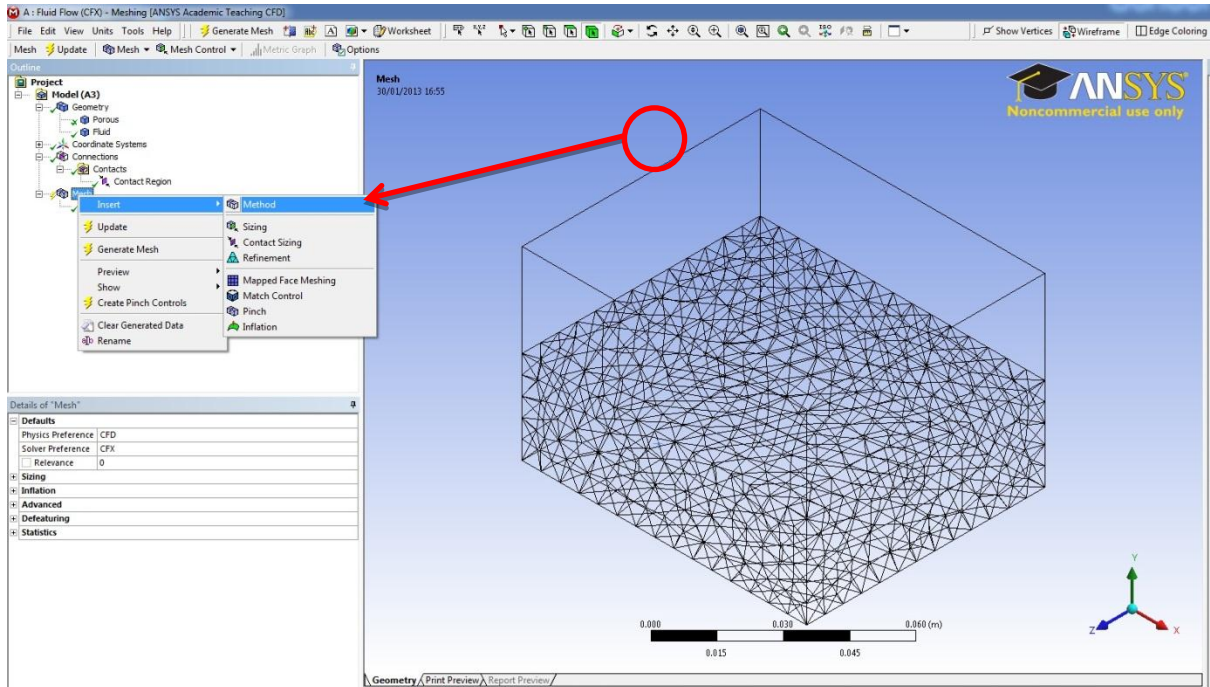 A : Fluid Flow (CFX) - Meshing [ANSYS Academic Teaching CFD]
File Edit View Units Tools Help Generate Mesh Worksheet Show Vertices Wireframe Edge Coloring
Mesh Update Mesh Mesh Control Metric Graph Options
Outline
Project
Model (A3)
Geometry
Porous
Fluid
Coordinate Systems
Connections
Contacts
Contact Region
Mesh
Insert
Update
Generate Mesh
Preview
Show
Create Pinch Controls
Clear Generated Data
Rename
Method
Sizing
Contact Sizing
Refinement
Mapped Face Meshing
Match Control
Pinch
Inflation
Details of "Mesh"
Defaults
Physics Preference CFD
Solver Preference CFX
Relevance 0
Sizing
Inflation
Advanced
Defeaturing
Statistics
Mesh
30/01/2013 16:55
ANSYS
Noncommercial use only
Y
Z X
0.000 0.030 0.060 (m)
0.015 0.045
Geometry Print Preview Report Preview